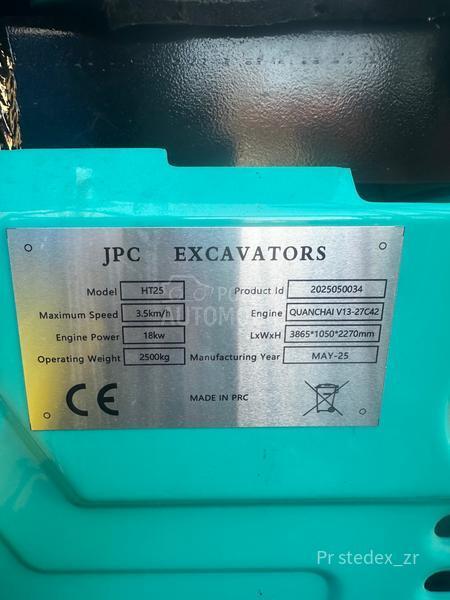 JPC EXCAVATORS
Model HT25 Product Id 2025050034
Maximum Speed 3.5km/h Engine QUANCHAI V13-27C42
Engine Power 18kw LxWxH 3865*1050*2270mm
Operating Weight 2500kg Manufacturing Year MAY-25
CE MADE IN PRC
Pr stedex_zr